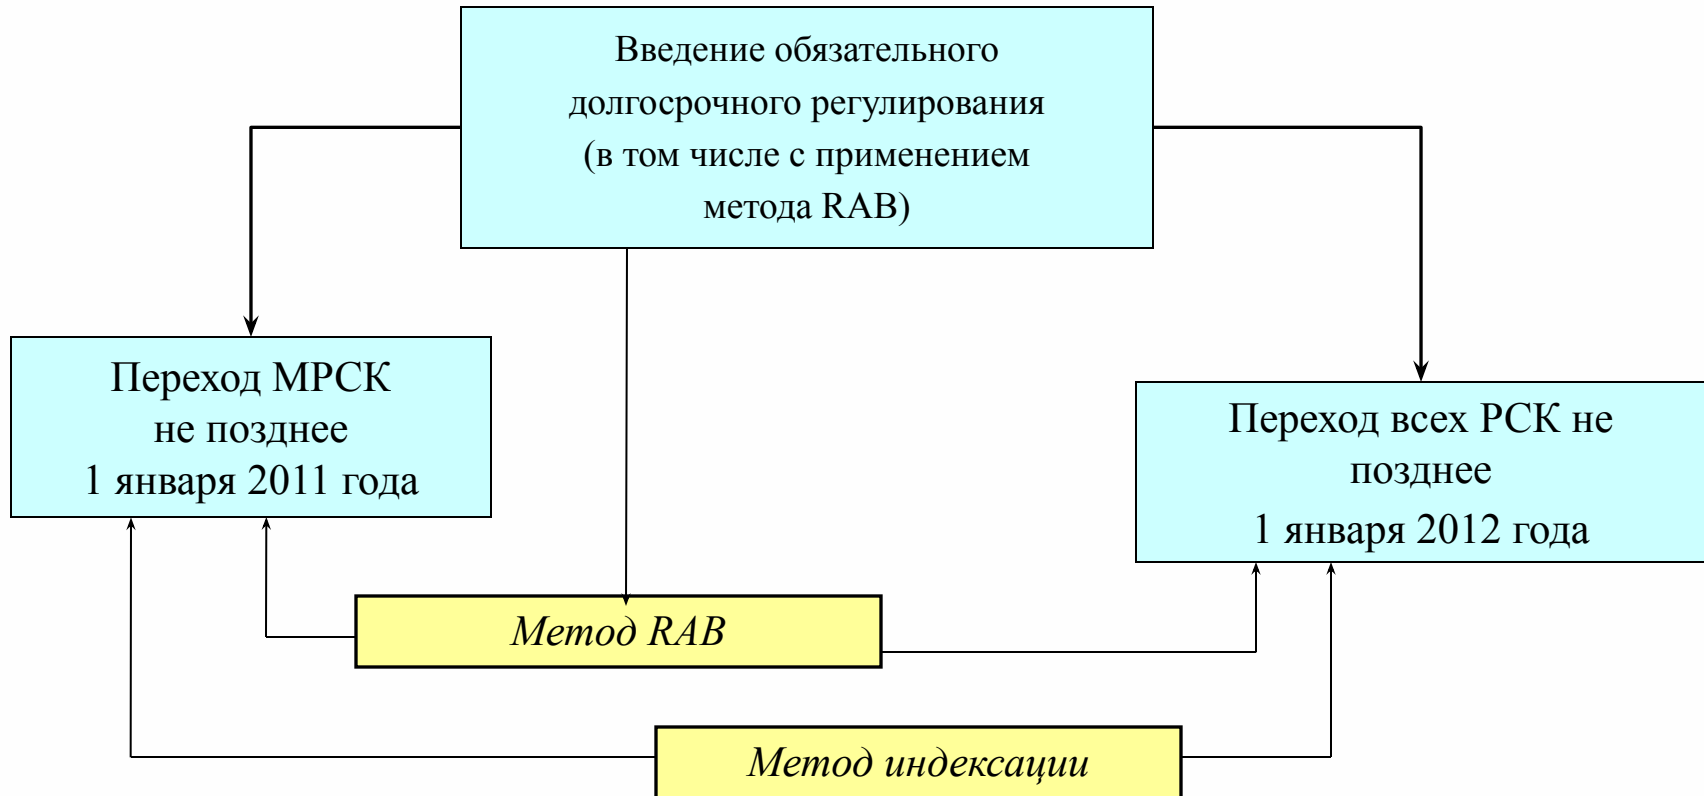 Введение обязательного
долгосрочного регулирования
(в том числе с применением
метода RAB)
Переход МРСК
не позднее
1 января 2011 года
Переход всех РСК не
позднее
1 января 2012 года
Метод RAB
Метод индексации